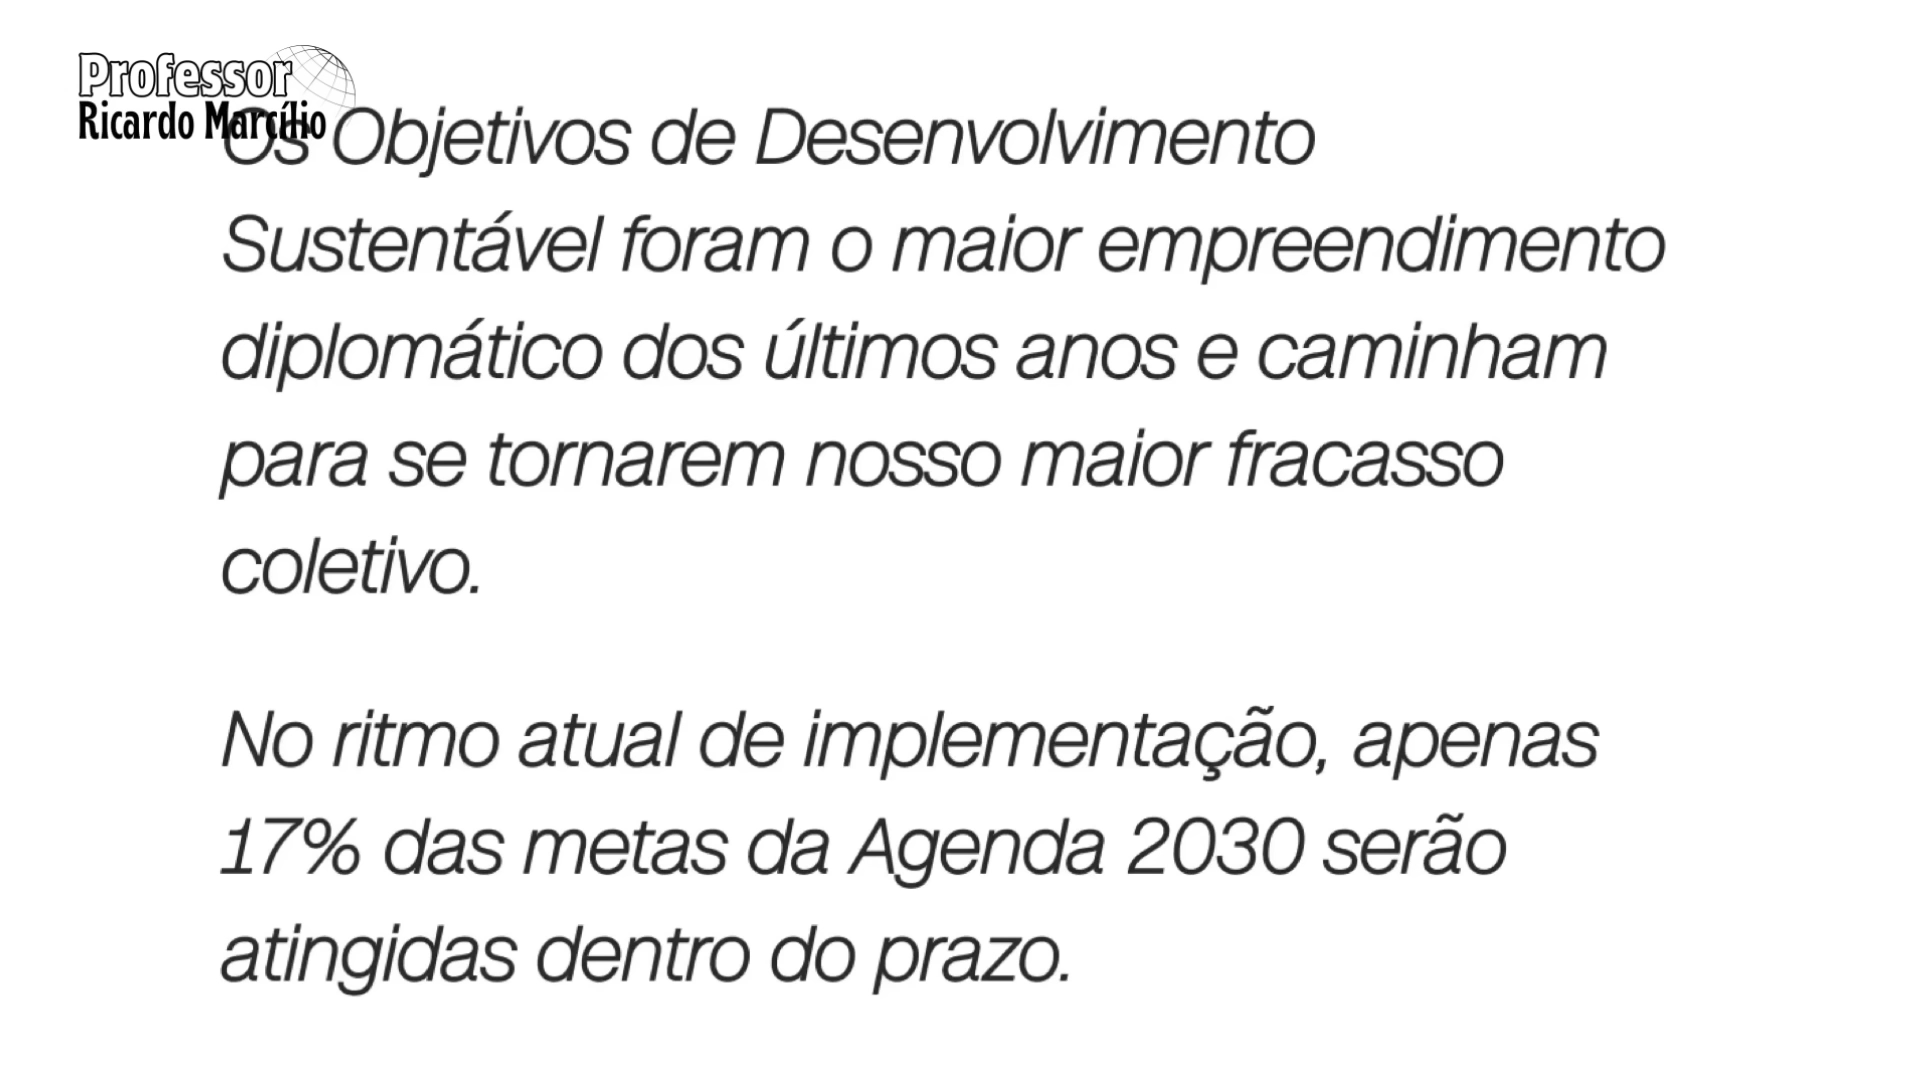 Professor
Ricardo Marcílio
Os Objetivos de Desenvolvimento
Sustentável foram o maior empreendimento
diplomático dos últimos anos e caminham
para se tornarem nosso maior fracasso
coletivo.
No ritmo atual de implementação, apenas
17% das metas da Agenda 2030 serão
atingidas dentro do prazo.